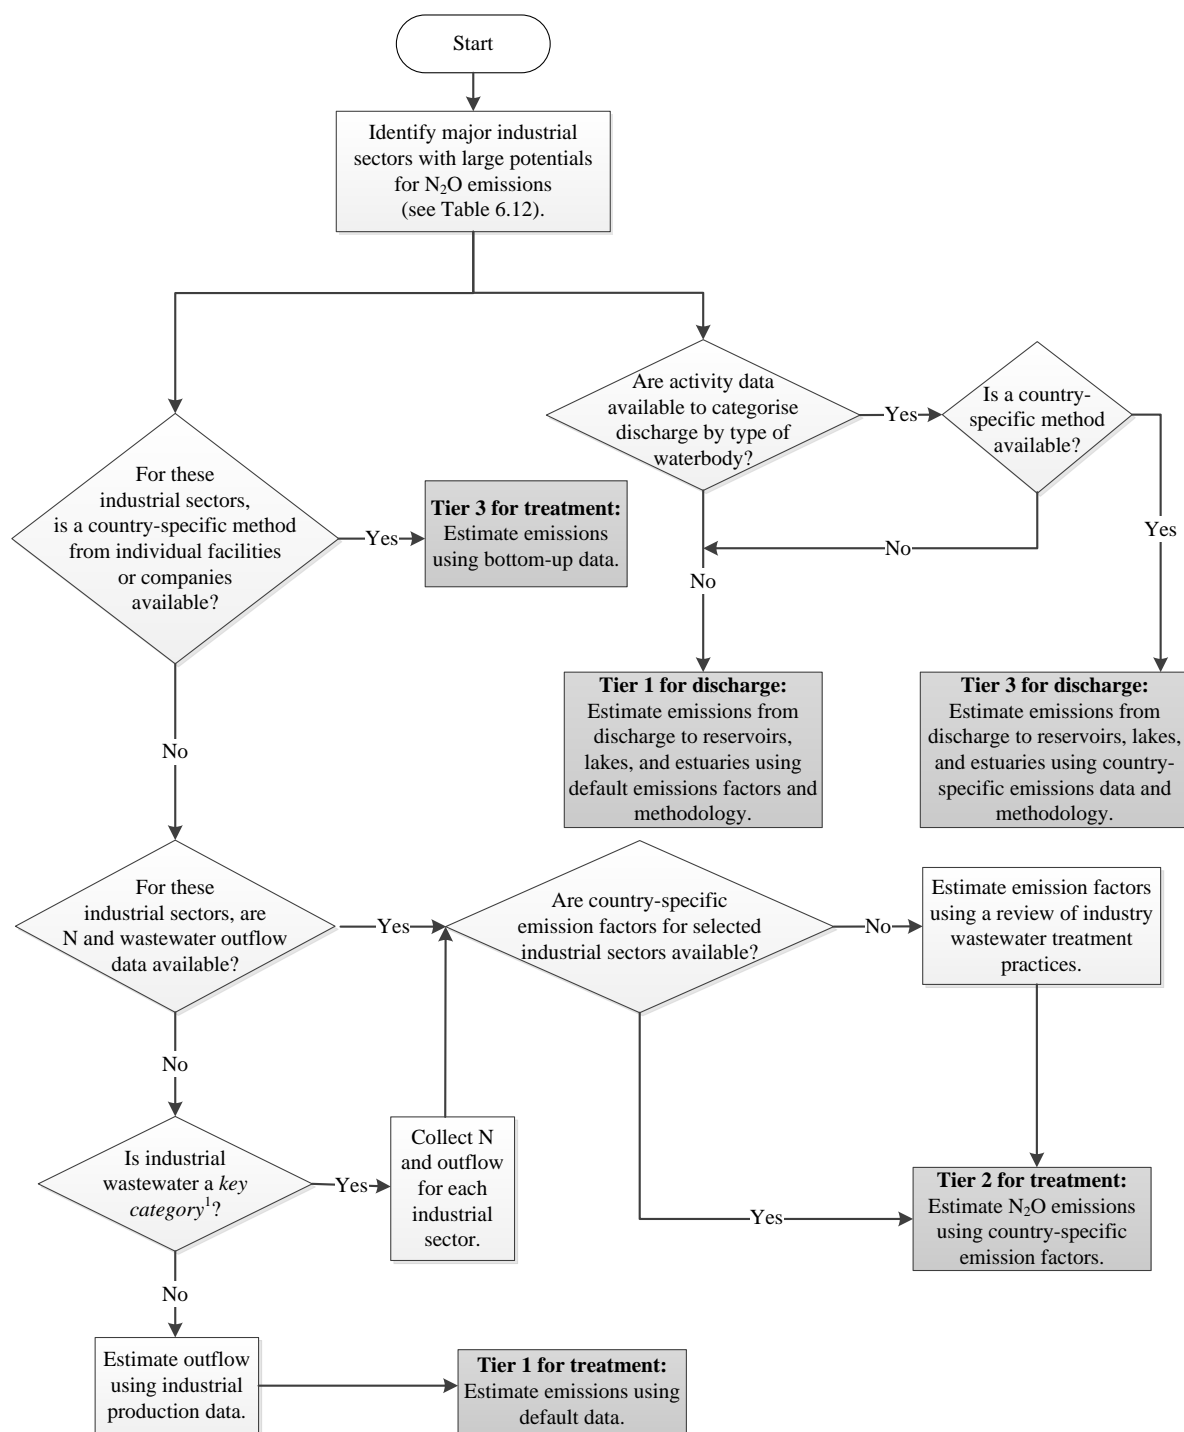 Start
Identify major industrial
sectors with large potentials
for N₂O emissions
(see Table 6.12).
Are activity data
available to categorise
discharge by type of
waterbody?
Yes
Is a country-
specific method
available?
For these
industrial sectors,
is a country-specific method
from individual facilities
or companies
available?
Yes
Tier 3 for treatment:
Estimate emissions
using bottom-up data.
No
Yes
No
Tier 1 for discharge:
Estimate emissions from
discharge to reservoirs,
lakes, and estuaries using
default emissions factors and
methodology.
Tier 3 for discharge:
Estimate emissions from
discharge to reservoirs, lakes,
and estuaries using country-
specific emissions data and
methodology.
No
For these
industrial sectors, are
N and wastewater outflow
data available?
Yes
Are country-specific
emission factors for selected
industrial sectors available?
No
Estimate emission factors
using a review of industry
wastewater treatment
practices.
No
Is industrial
wastewater a key
category¹?
Yes
Collect N
and outflow
for each
industrial
sector.
Yes
Tier 2 for treatment:
Estimate N₂O emissions
using country-specific
emission factors.
No
Estimate outflow
using industrial
production data.
Tier 1 for treatment:
Estimate emissions using
default data.